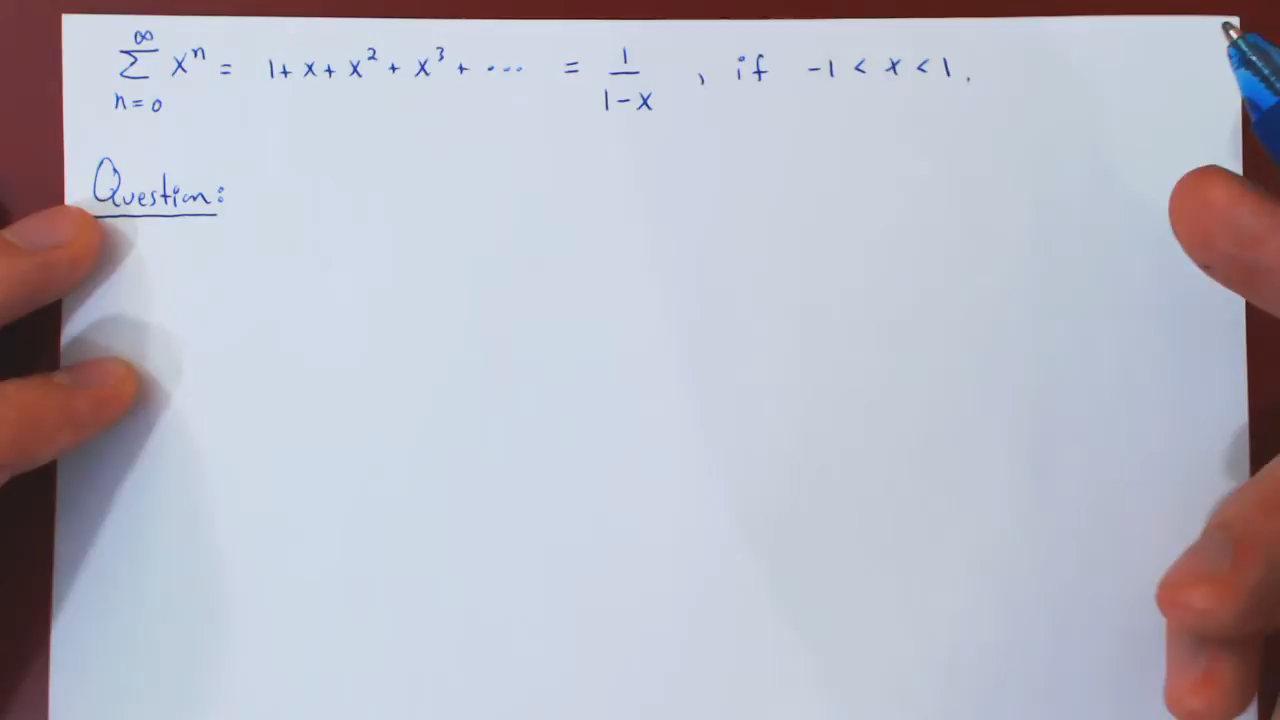 ∑_{n=0}^{∞} x^n = 1 + x + x^2 + x^3 + ··· = 1/(1-x) , if -1 < x < 1.
Question: